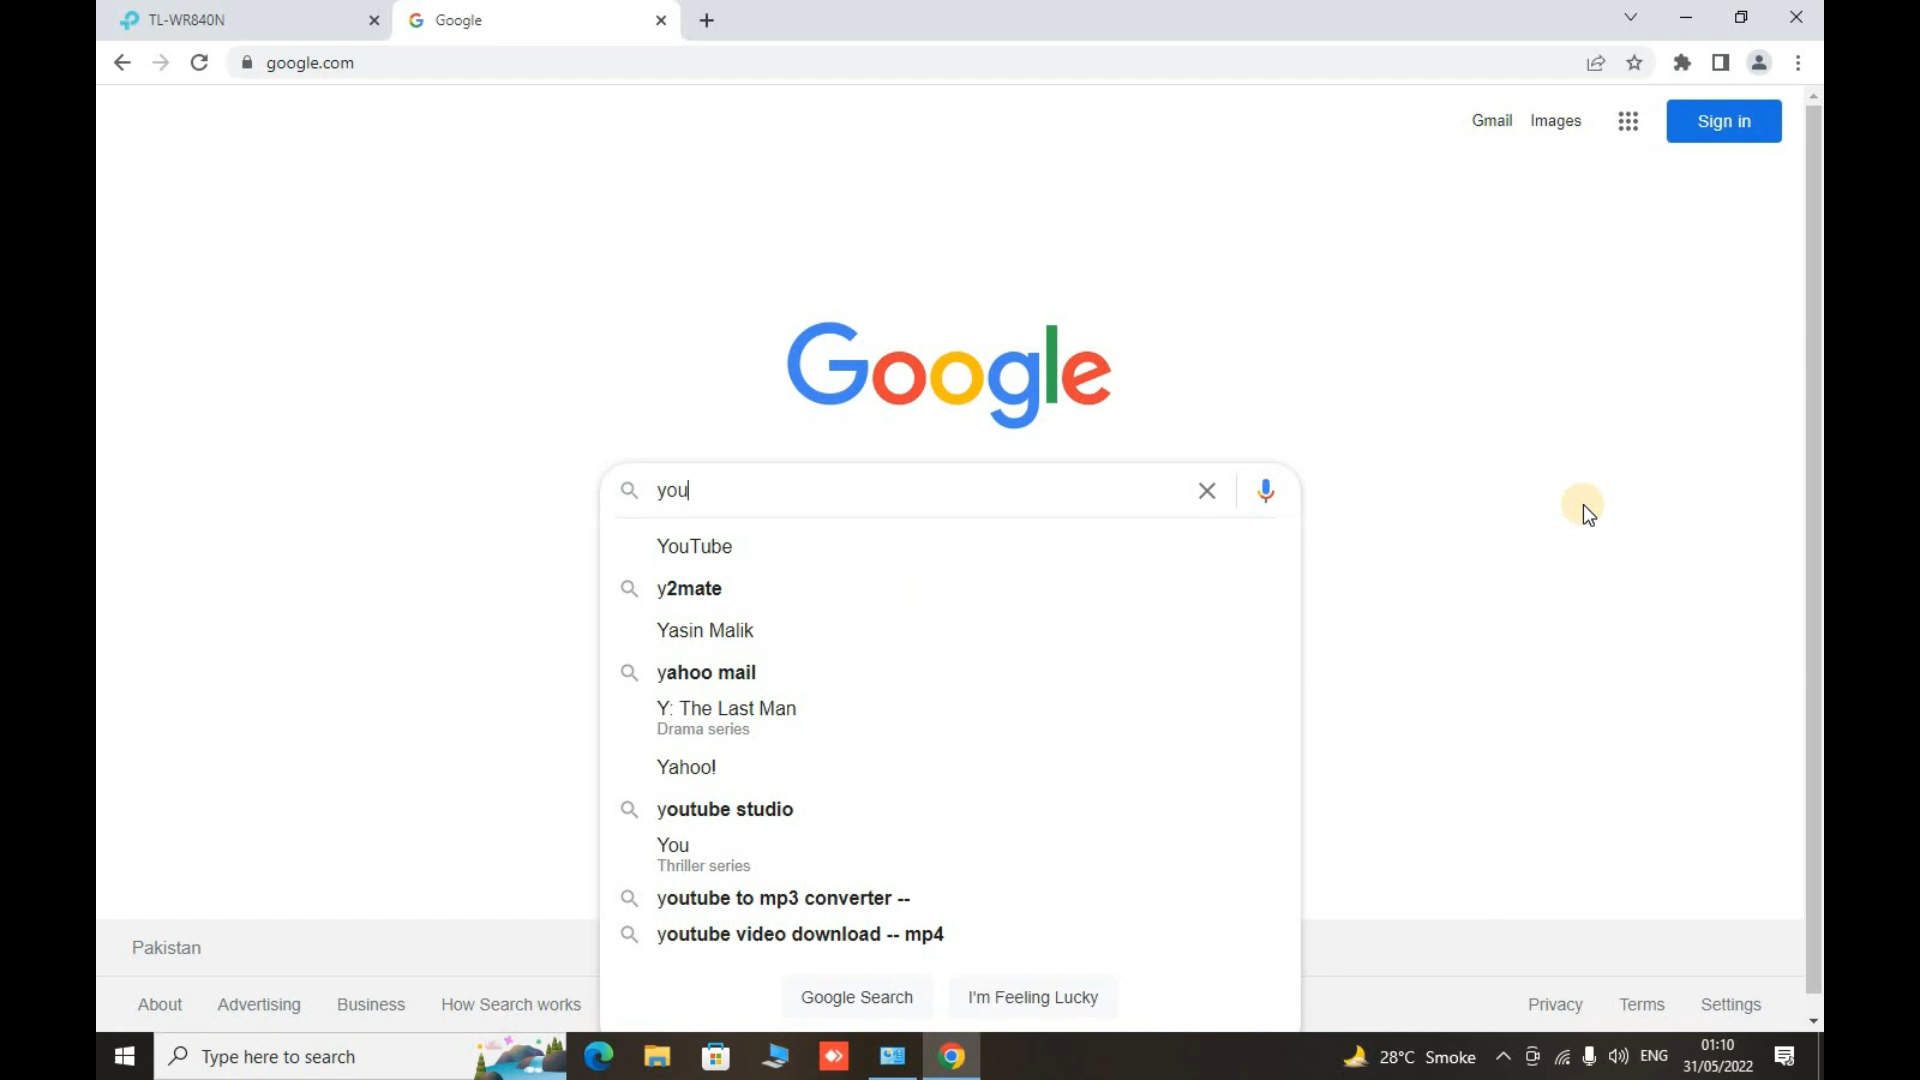 TL-WR840N
Google
google.com
Gmail Images
Sign in
Google
you
YouTube
y2mate
Yasin Malik
yahoo mail
Y: The Last Man
Drama series
Yahoo!
youtube studio
You
Thriller series
youtube to mp3 converter --
youtube video download -- mp4
Google Search I'm Feeling Lucky
Pakistan
About Advertising Business How Search works Privacy Terms Settings
Type here to search
28°C Smoke
ENG
01:10
31/05/2022